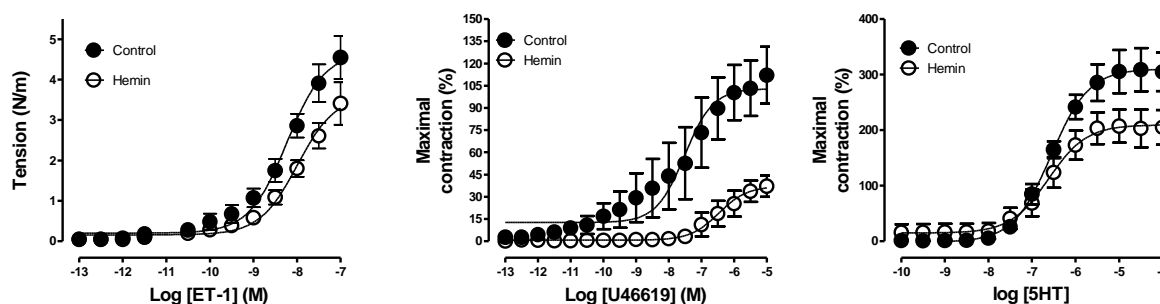 5
4
3
2
1
0
Tension (N/m)
Control
Hemin
-13 -12 -11 -10 -9 -8 -7
Log [ET-1] (M)
150
135
120
105
90
75
60
45
30
15
0
Maximal
contraction (%)
Control
Hemin
-13 -12 -11 -10 -9 -8 -7 -6 -5
Log [U46619] (M)
400
300
200
100
0
Maximal
contraction (%)
Control
Hemin
-10 -9 -8 -7 -6 -5 -4
log [5HT]